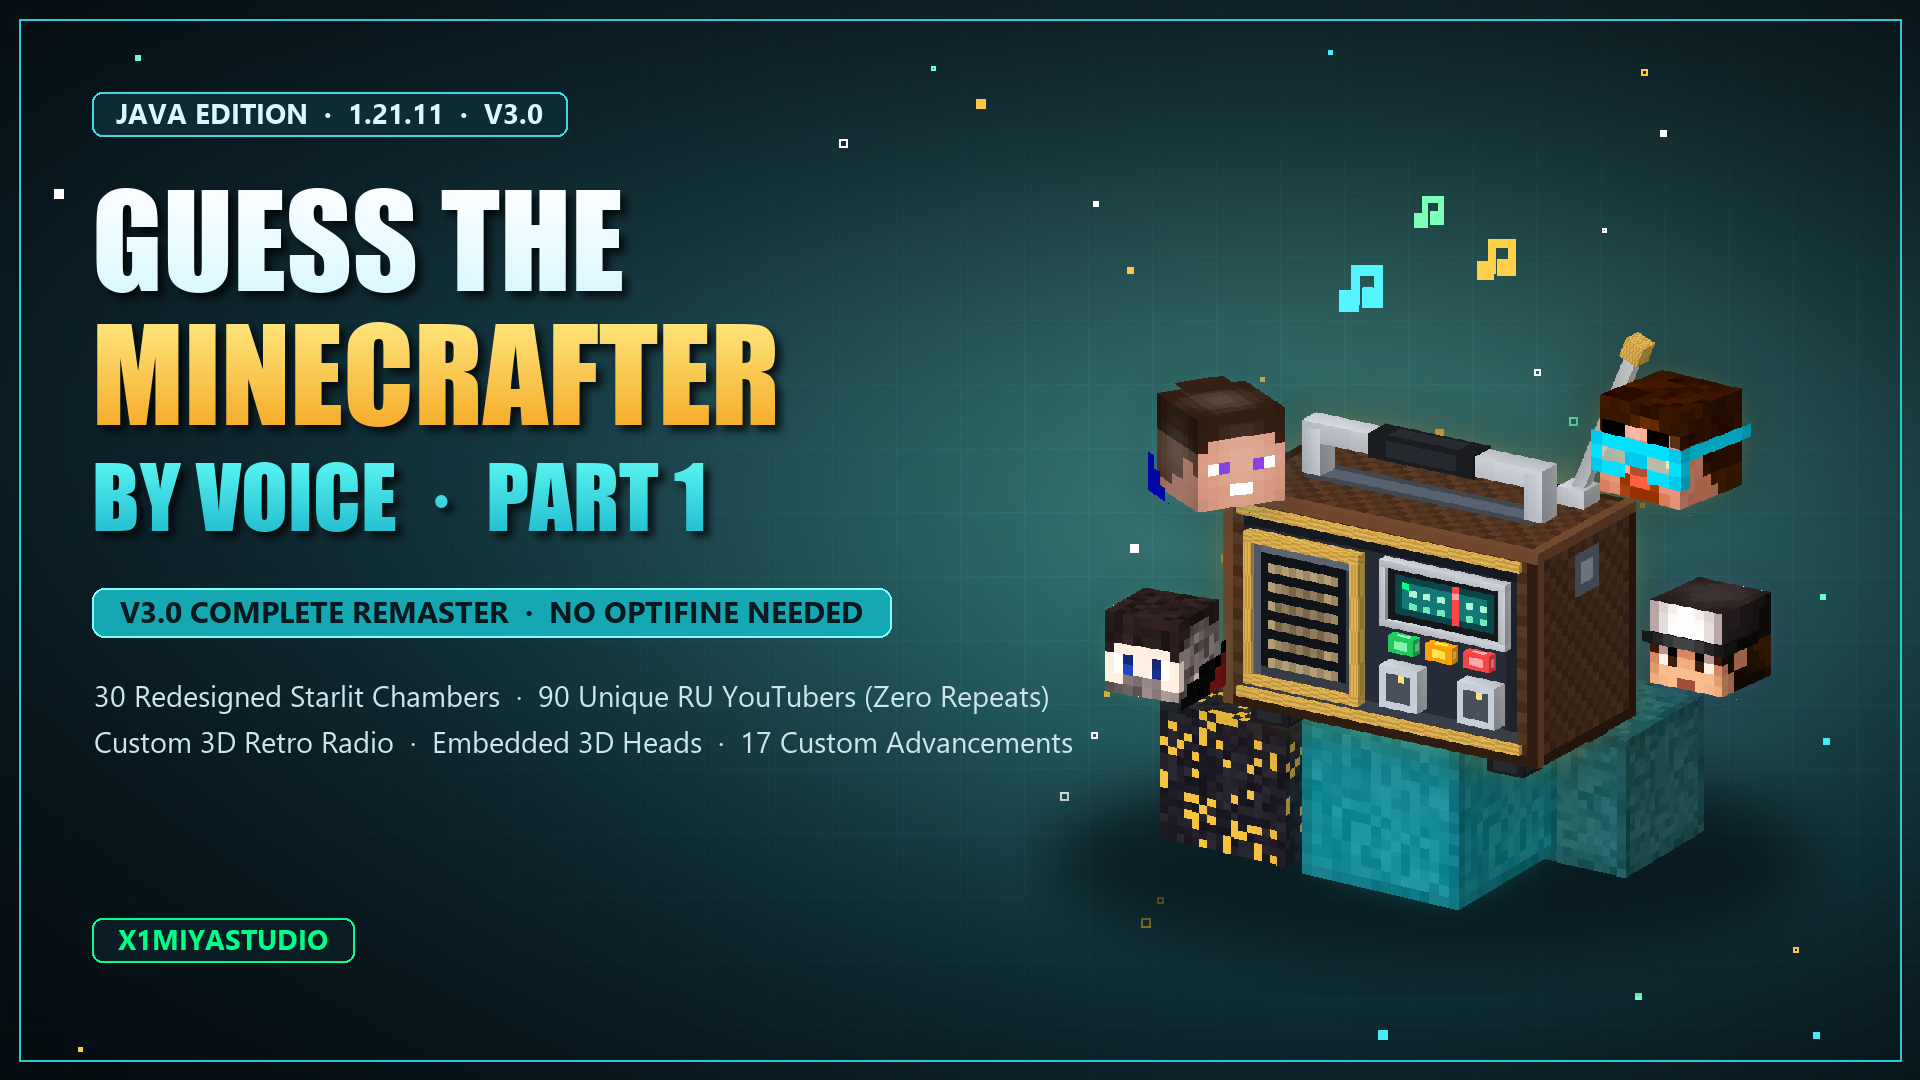 JAVA EDITION · 1.21.11 · V3.0
GUESS THE
MINECRAFTER
BY VOICE · PART 1
V3.0 COMPLETE REMASTER · NO OPTIFINE NEEDED
30 Redesigned Starlit Chambers · 90 Unique RU YouTubers (Zero Repeats)
Custom 3D Retro Radio · Embedded 3D Heads · 17 Custom Advancements
X1MIYASTUDIO